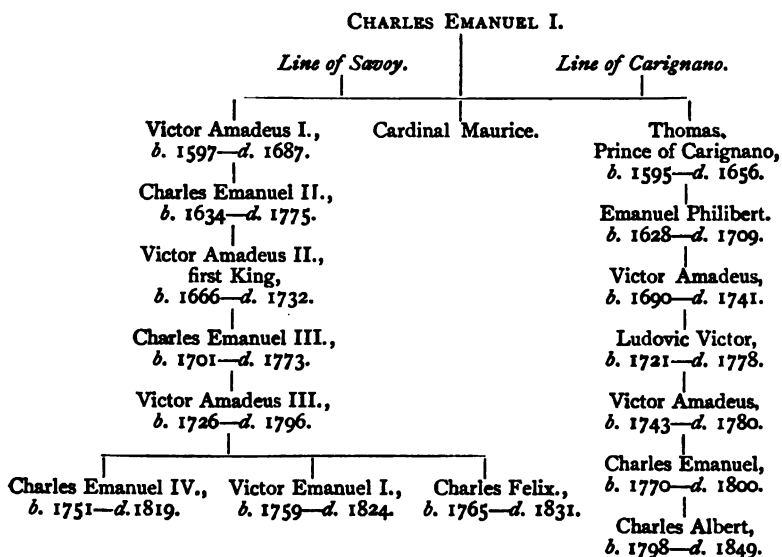 CHARLES EMANUEL I.
Line of Savoy. Line of Carignano.
Victor Amadeus I., Cardinal Maurice. Thomas,
b. 1597—d. 1687. Prince of Carignano,
b. 1595—d. 1656.
Charles Emanuel II., Emanuel Philibert.
b. 1634—d. 1775. b. 1628—d. 1709.
Victor Amadeus II., Victor Amadeus,
first King, b. 1690—d. 1741.
b. 1666—d. 1732.
Charles Emanuel III., Ludovic Victor,
b. 1701—d. 1773. b. 1721—d. 1778.
Victor Amadeus III., Victor Amadeus,
b. 1726—d. 1796. b. 1743—d. 1780.
Charles Emanuel IV., Victor Emanuel I., Charles Felix., Charles Emanuel,
b. 1751—d. 1819. b. 1759—d. 1824. b. 1765—d. 1831. b. 1770—d. 1800.
Charles Albert,
b. 1798—d. 1849.